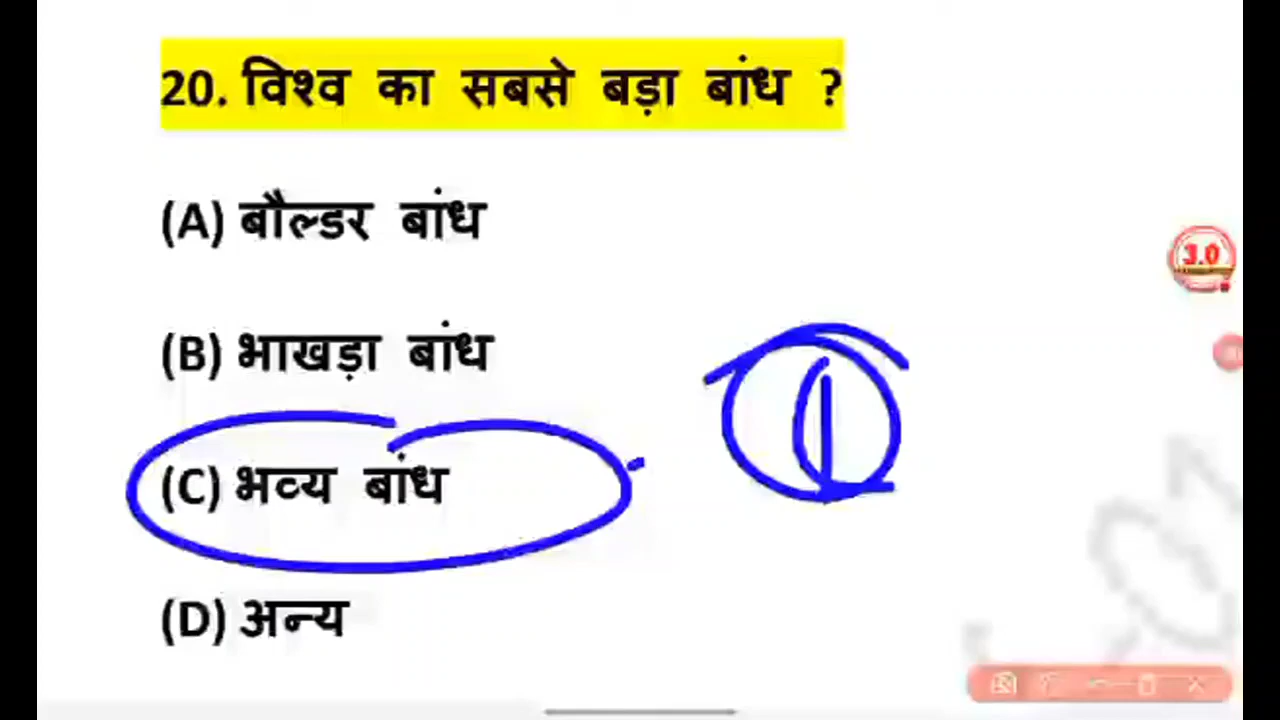 20. विश्व का सबसे बड़ा बांध ?
(A) बौल्डर बांध
3.0
(B) भाखड़ा बांध
(C) भव्य बांध
(D) अन्य